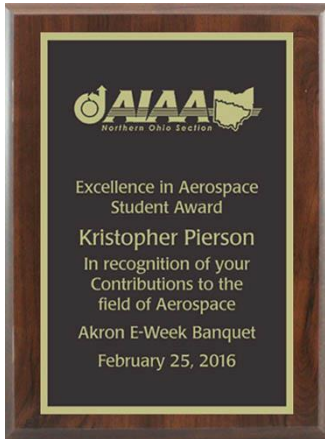 AIAA
Northern Ohio Section
Excellence in Aerospace
Student Award
Kristopher Pierson
In recognition of your
Contributions to the
field of Aerospace
Akron E-Week Banquet
February 25, 2016